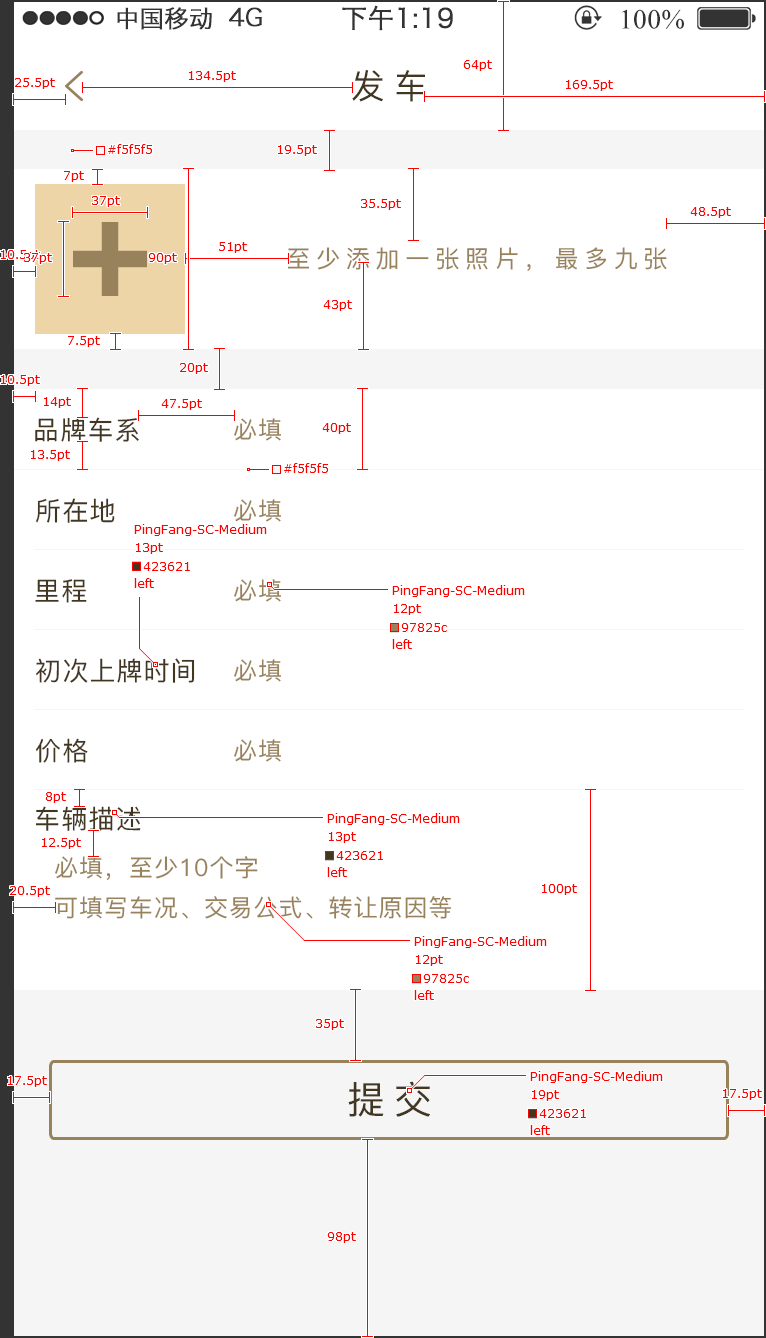 中国移动 4G 下午1:19 100%
64pt
25.5pt 134.5pt 发 车 169.5pt
#f5f5f5 19.5pt
7pt
37pt 35.5pt 48.5pt
10.5pt 37pt 90pt 51pt 至少添加一张照片，最多九张
43pt
7.5pt
20pt
10.5pt
14pt 47.5pt
品牌车系 必填 40pt
13.5pt
#f5f5f5
所在地 必填
PingFang-SC-Medium
13pt
423621
left
里程 必填
PingFang-SC-Medium
12pt
97825c
left
初次上牌时间 必填
价格 必填
8pt
车辆描述
PingFang-SC-Medium
13pt
423621
left
12.5pt
必填，至少10个字
100pt
20.5pt
可填写车况、交易公式、转让原因等
PingFang-SC-Medium
12pt
97825c
left
35pt
17.5pt 提 交 17.5pt
PingFang-SC-Medium
19pt
423621
left
98pt